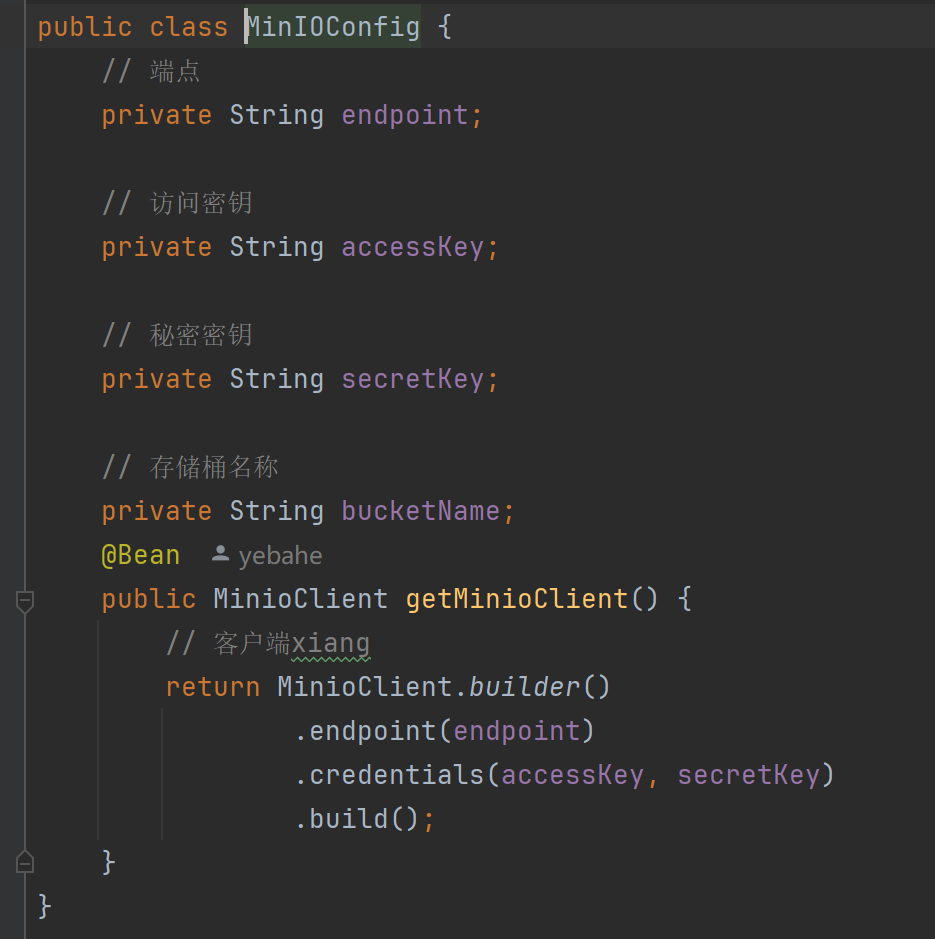 public class MinIOConfig {
// 端点
private String endpoint;
// 访问密钥
private String accessKey;
// 秘密密钥
private String secretKey;
// 存储桶名称
private String bucketName;
@Bean yebahe
public MinioClient getMinioClient() {
// 客户端xiang
return MinioClient.builder()
.endpoint(endpoint)
.credentials(accessKey, secretKey)
.build();
}
}